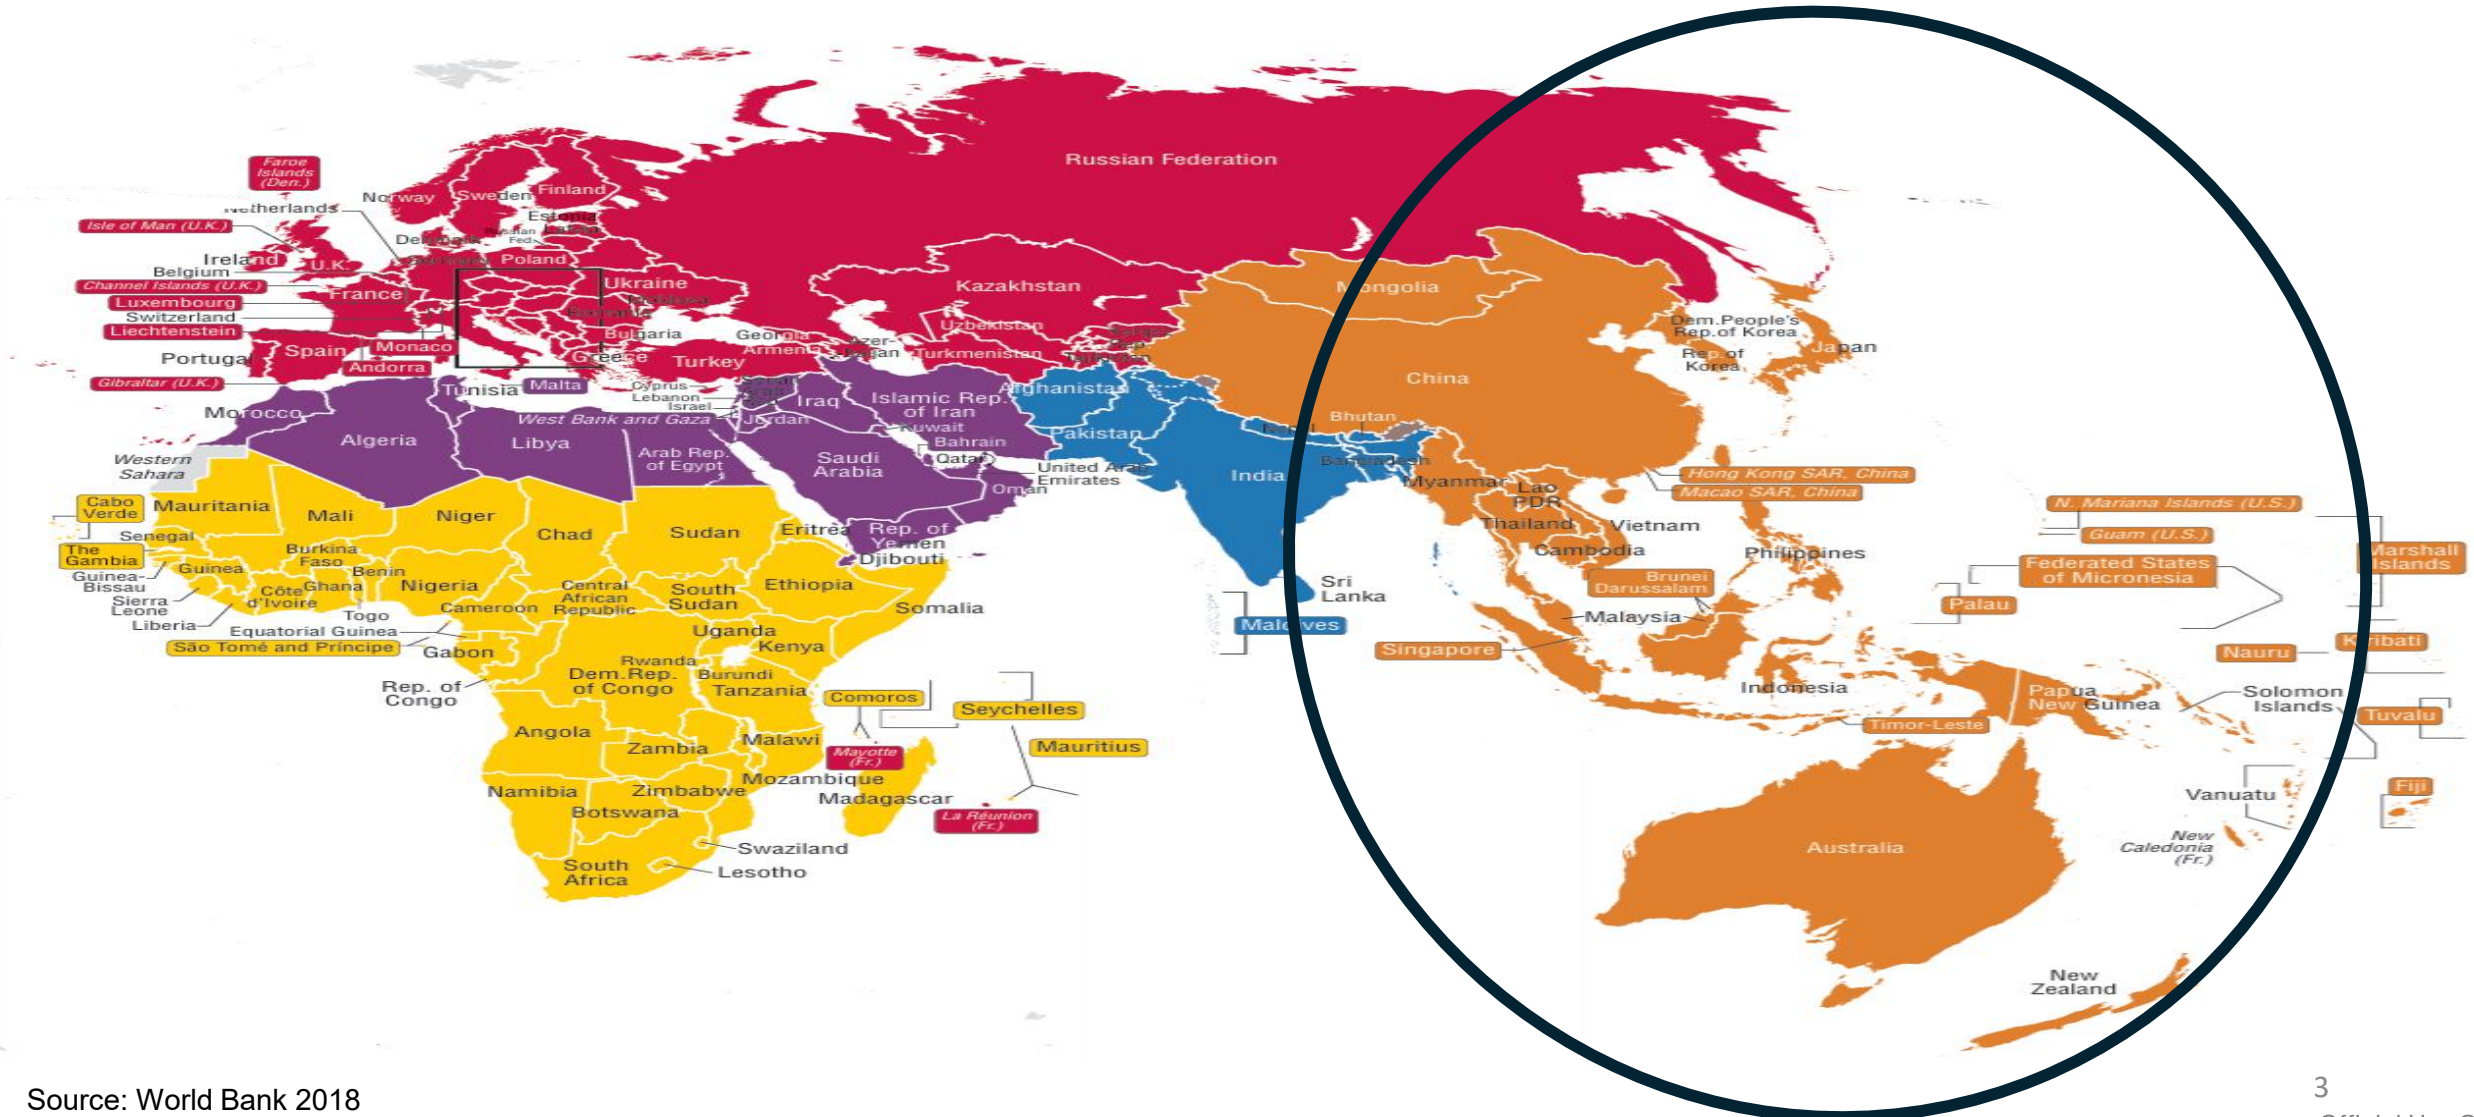 Russian Federation
Faroe
Islands
(Den.)
Norway
Sweden
Finland
Estonia
Isle of Man (U.K.)
Ireland
U.K.
Poland
Belgium
Channel Islands (U.K.)
France
Ukraine
Kazakhstan
Mongolia
Luxembourg
Switzerland
Liechtenstein
Monaco
Bulgaria
Georgia
Uzbekistan
Dem.People's
Rep.of Korea
Portugal
Spain
Andorra
Greece
Turkey
Armenia
Turkmenistan
Rep.of
Korea
Japan
Gibraltar (U.K.)
Tunisia
Malta
Cyprus
Lebanon
Israel
Iraq
Islamic Rep.
of Iran
Afghanistan
China
Morocco
West Bank and Gaza
Jordan
Kuwait
Bhutan
Algeria
Libya
Arab Rep.
of Egypt
Saudi
Arabia
Bahrain
Qatar
Pakistan
Bangladesh
Western
Sahara
United Arab
Emirates
Oman
India
Myanmar
Lao
PDR
Hong Kong SAR, China
Macao SAR, China
Cabo
Verde
Mauritania
Mali
Niger
Chad
Sudan
Eritrea
Rep. of
Yemen
Thailand
Vietnam
N. Mariana Islands (U.S.)
Guam (U.S.)
Senegal
The
Gambia
Guinea-
Bissau
Guinea
Burkina
Faso
Benin
Djibouti
Cambodia
Philippines
Marshall
Islands
Federated States
of Micronesia
Sierra
Leone
Liberia
Côte
d'Ivoire
Ghana
Togo
Nigeria
Cameroon
Central
African
Republic
South
Sudan
Ethiopia
Somalia
Sri
Lanka
Maldives
Brunei
Darussalam
Malaysia
Palau
Equatorial Guinea
São Tomé and Príncipe
Gabon
Uganda
Kenya
Singapore
Nauru
Kiribati
Rep. of
Congo
Dem.Rep.
of Congo
Rwanda
Burundi
Tanzania
Comoros
Seychelles
Indonesia
Papua
New Guinea
Solomon
Islands
Tuvalu
Timor-Leste
Angola
Zambia
Malawi
Mayotte
(Fr.)
Mauritius
Namibia
Zimbabwe
Mozambique
Madagascar
Vanuatu
Fiji
Botswana
La Réunion
(Fr.)
New
Caledonia
(Fr.)
Australia
South
Africa
Swaziland
Lesotho
New
Zealand
Source: World Bank 2018
3